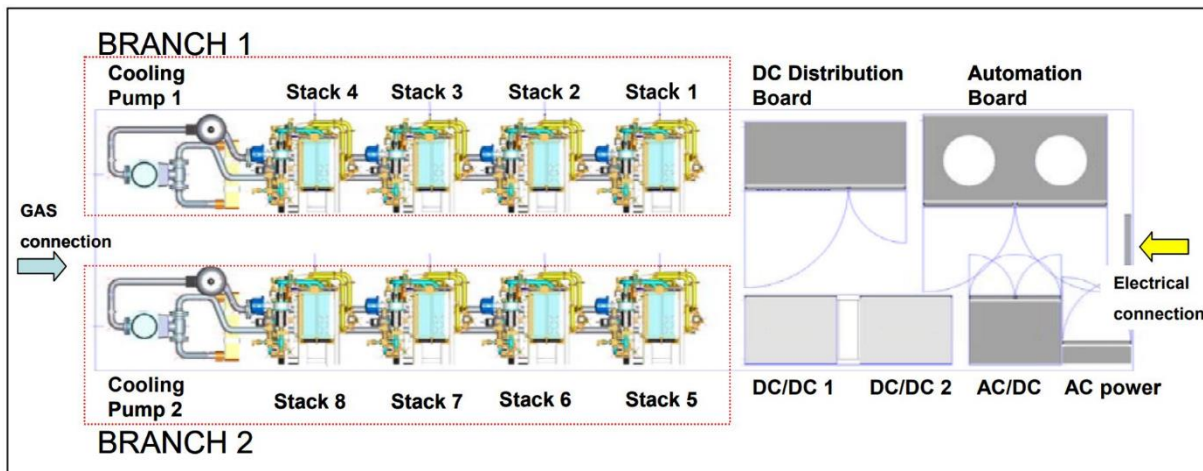 BRANCH 1
Cooling
Pump 1
Stack 4
Stack 3
Stack 2
Stack 1
DC Distribution
Board
Automation
Board
GAS
connection
Electrical
connection
Cooling
Pump 2
Stack 8
Stack 7
Stack 6
Stack 5
DC/DC 1
DC/DC 2
AC/DC
AC power
BRANCH 2